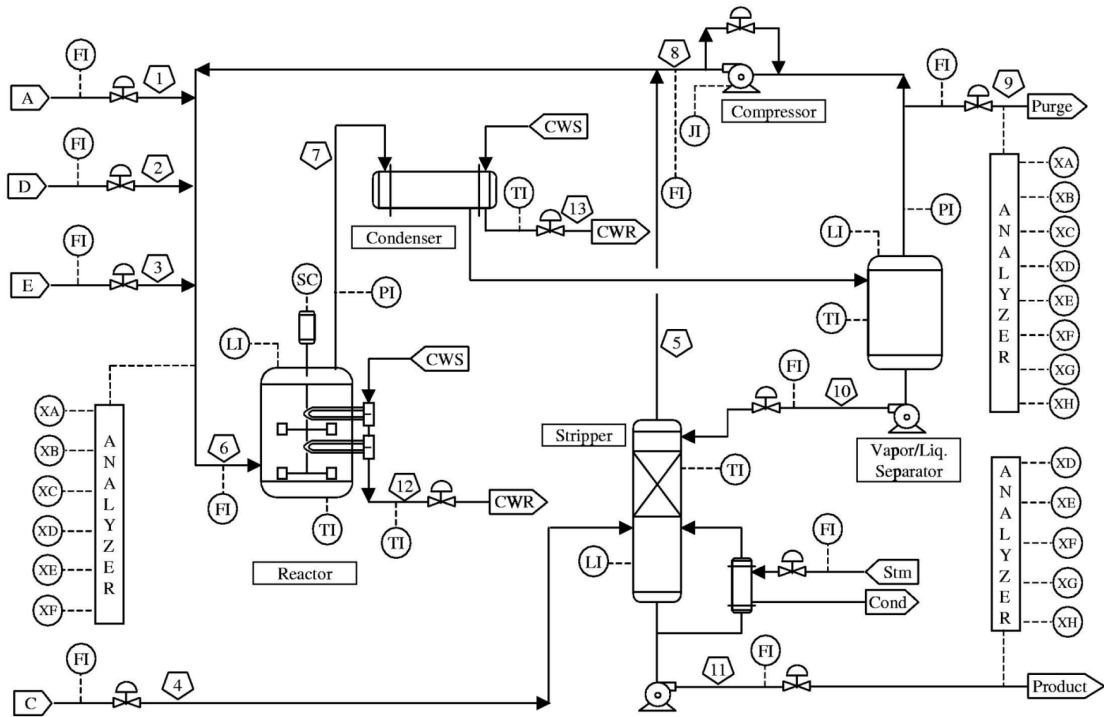 8
FI
1
A
Compressor
JI
FI
9
Purge
FI
2
D
7
CWS
FI
XA
XB
XC
XD
XE
XF
XG
XH
ANALYZER
TI
13
CWR
Condenser
LI
PI
FI
3
E
SC
PI
TI
LI
CWS
5
FI
10
Vapor/Liq.
Separator
XA
XB
XC
XD
XE
XF
ANALYZER
6
FI
Stripper
TI
12
CWR
TI
TI
Reactor
LI
FI
Stm
Cond
XD
XE
XF
XG
XH
ANALYZER
FI
4
C
11
FI
Product